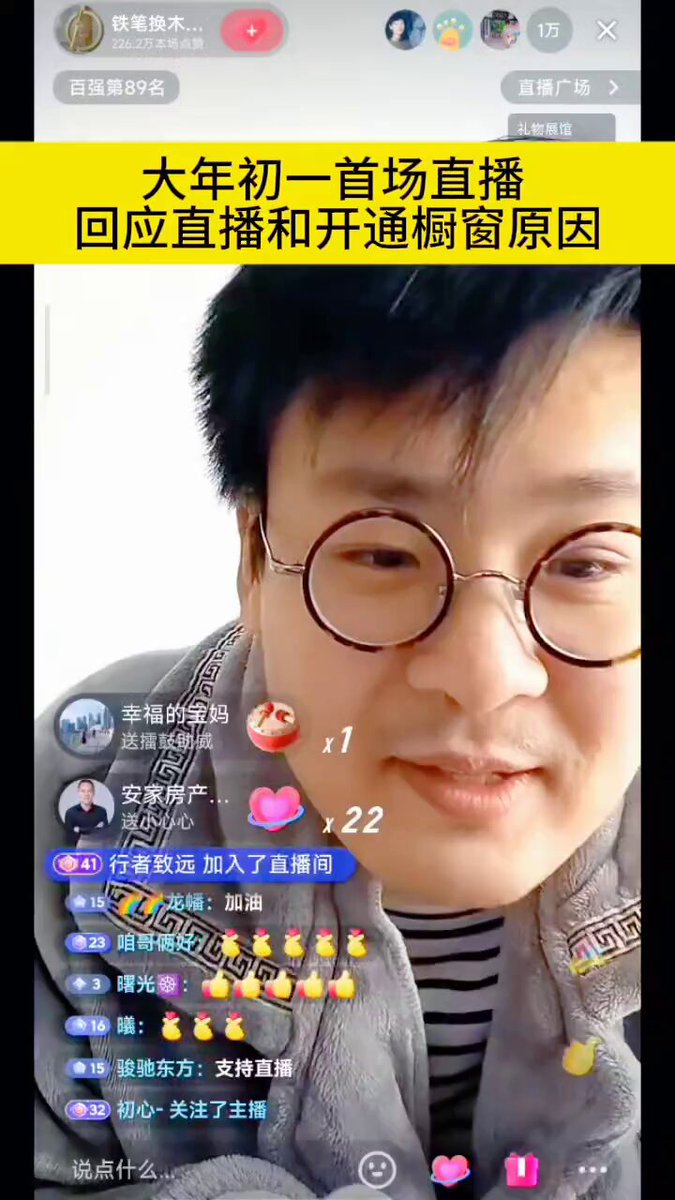 铁笔换木...
226.2万本场点赞
1万
百强第89名
直播广场
礼物展馆
大年初一首场直播
回应直播和开通橱窗原因
幸福的宝妈
送擂鼓助威
x1
安家房产...
送小心心
x22
41 行者致远 加入了直播间
15 龙幡：加油
23 咱哥俩好：
3 曙光：
16 曦：
15 骏驰东方：支持直播
32 初心- 关注了主播
说点什么...